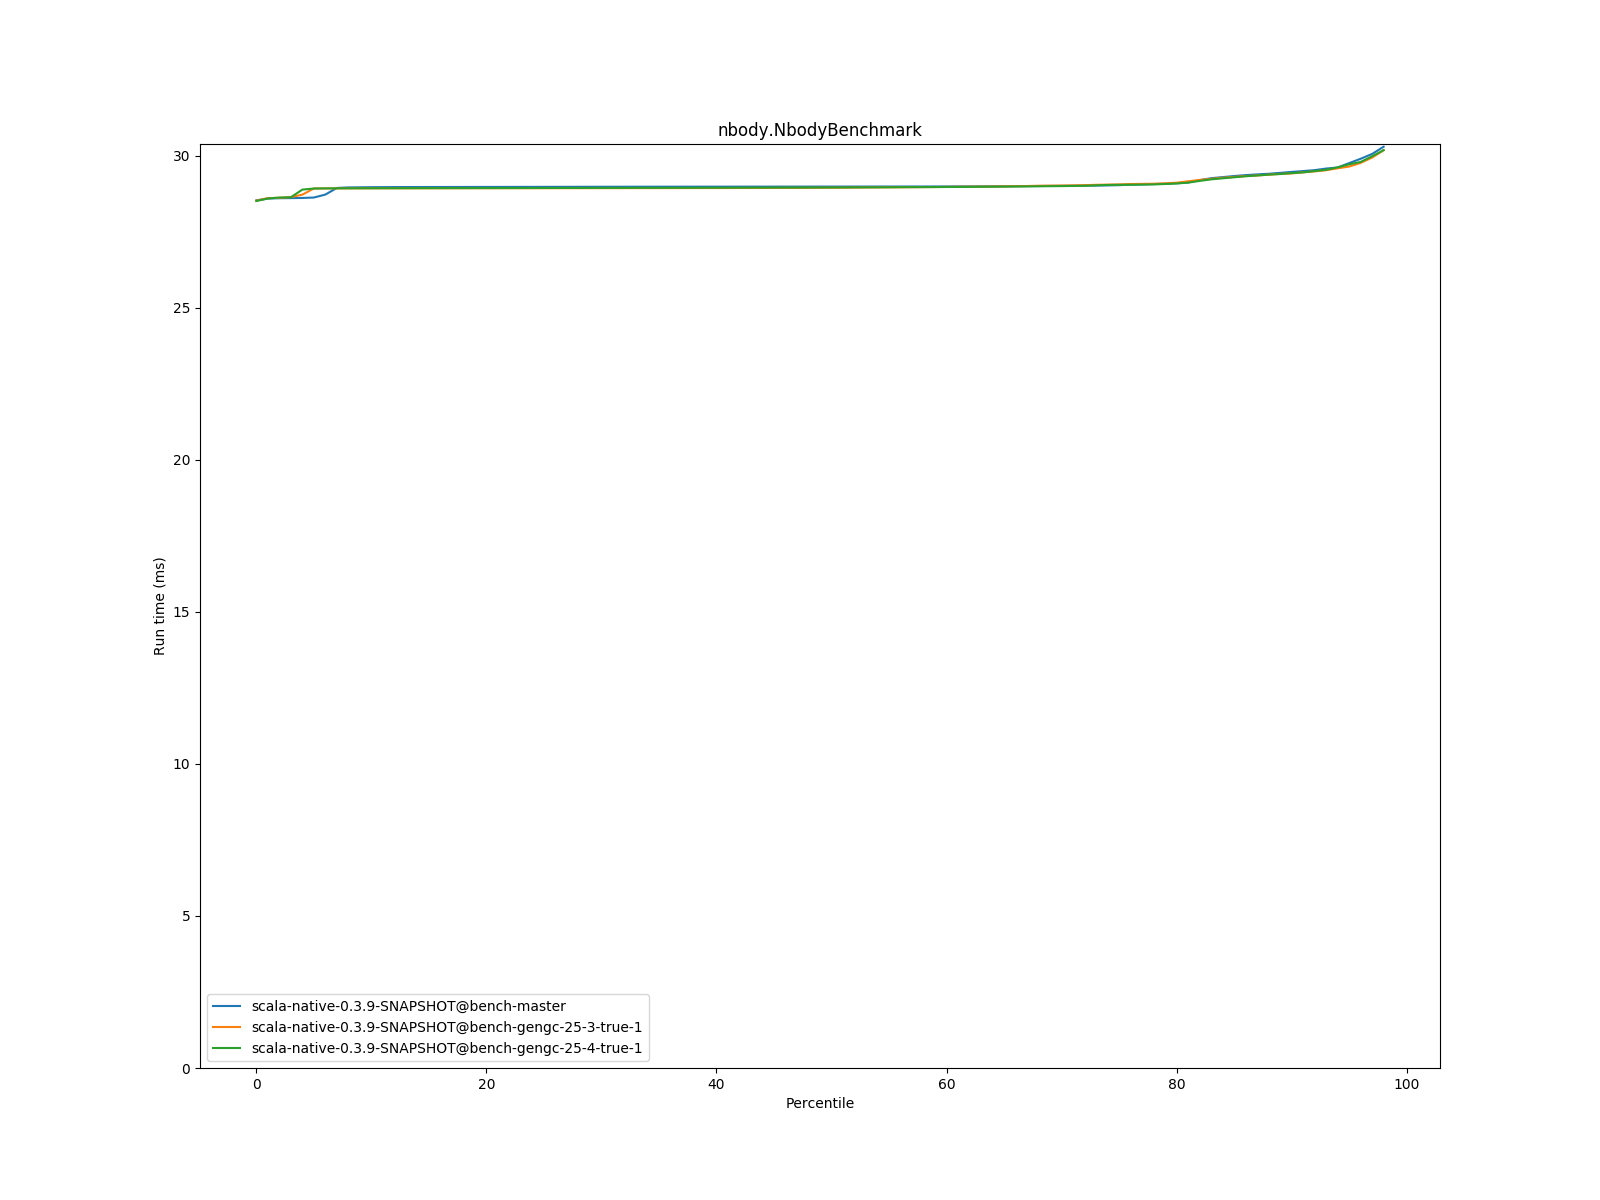 nbody.NbodyBenchmark
30
25
20
15
10
5
0
Run time (ms)
scala-native-0.3.9-SNAPSHOT@bench-master
scala-native-0.3.9-SNAPSHOT@bench-gengc-25-3-true-1
scala-native-0.3.9-SNAPSHOT@bench-gengc-25-4-true-1
0 20 40 60 80 100
Percentile